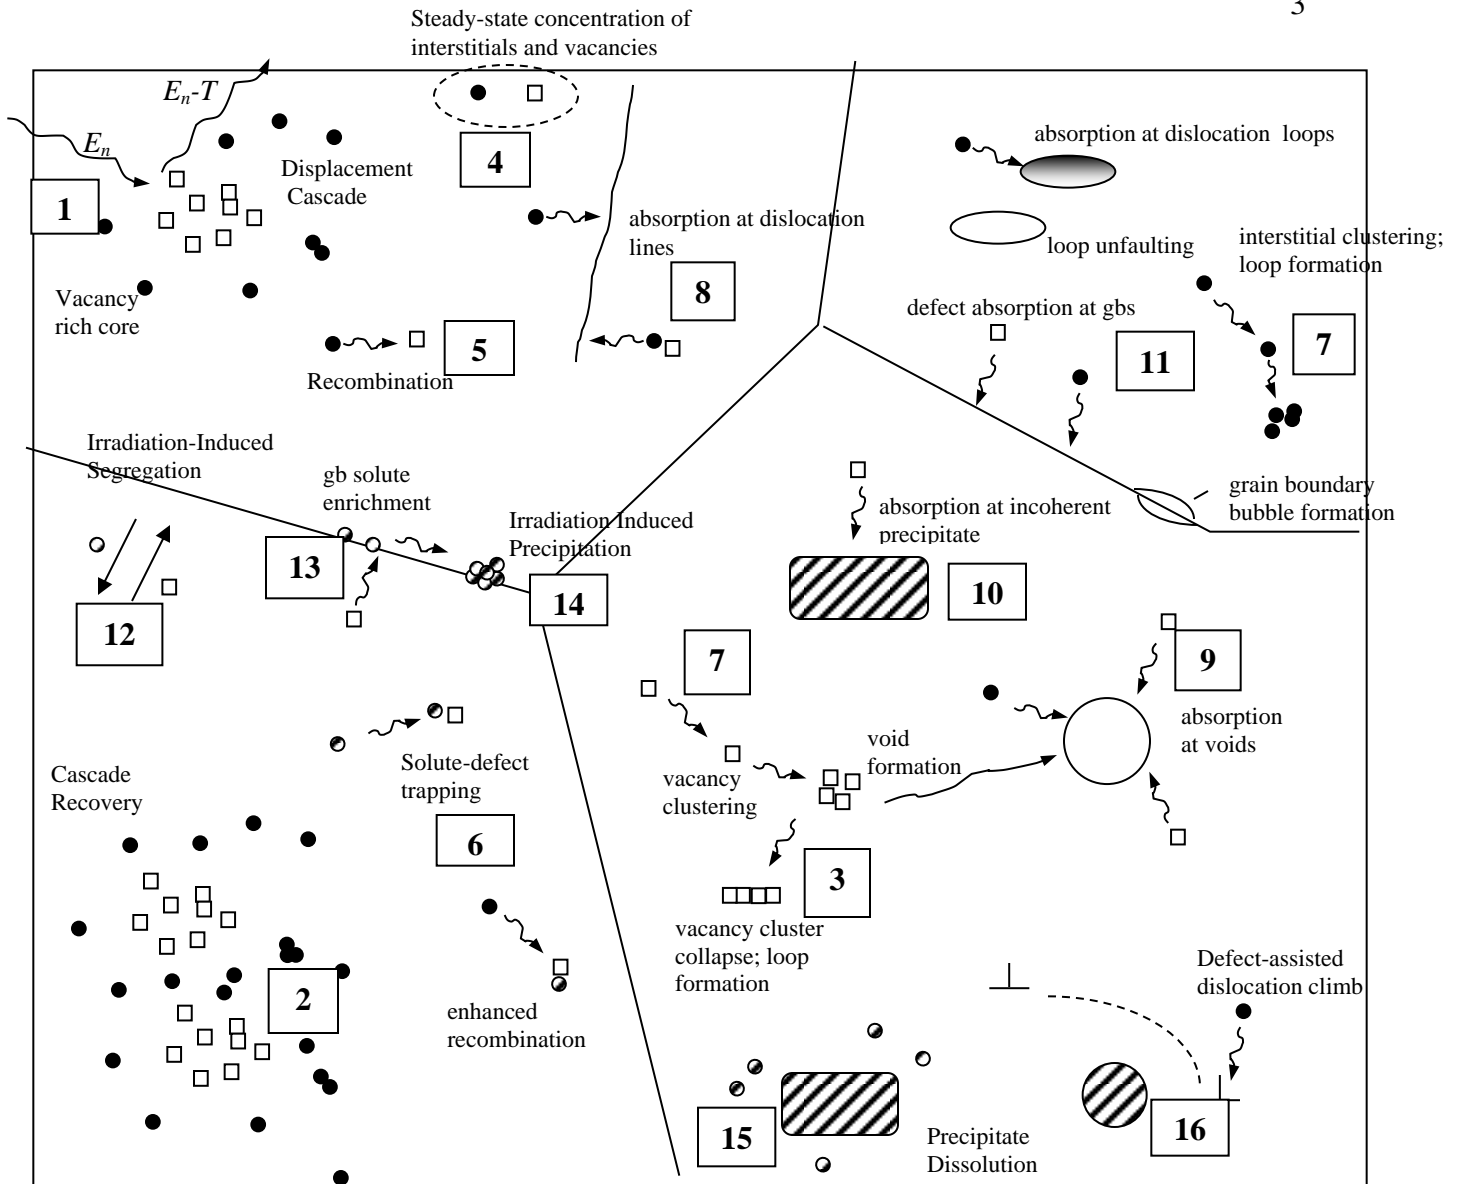 3
Steady-state concentration of
interstitials and vacancies
Eₙ-T
Eₙ
1
Displacement
Cascade
Vacancy
rich core
4
absorption at dislocation
lines
8
5
Recombination
absorption at dislocation loops
loop unfaulting
interstitial clustering;
loop formation
defect absorption at gbs
11
7
Irradiation-Induced
Segregation
gb solute
enrichment
Irradiation Induced
Precipitation
13
14
12
absorption at incoherent
precipitate
10
grain boundary
bubble formation
7
9
absorption
at voids
void
formation
vacancy
clustering
3
vacancy cluster
collapse; loop
formation
Solute-defect
trapping
6
Cascade
Recovery
2
enhanced
recombination
Defect-assisted
dislocation climb
15
Precipitate
Dissolution
16